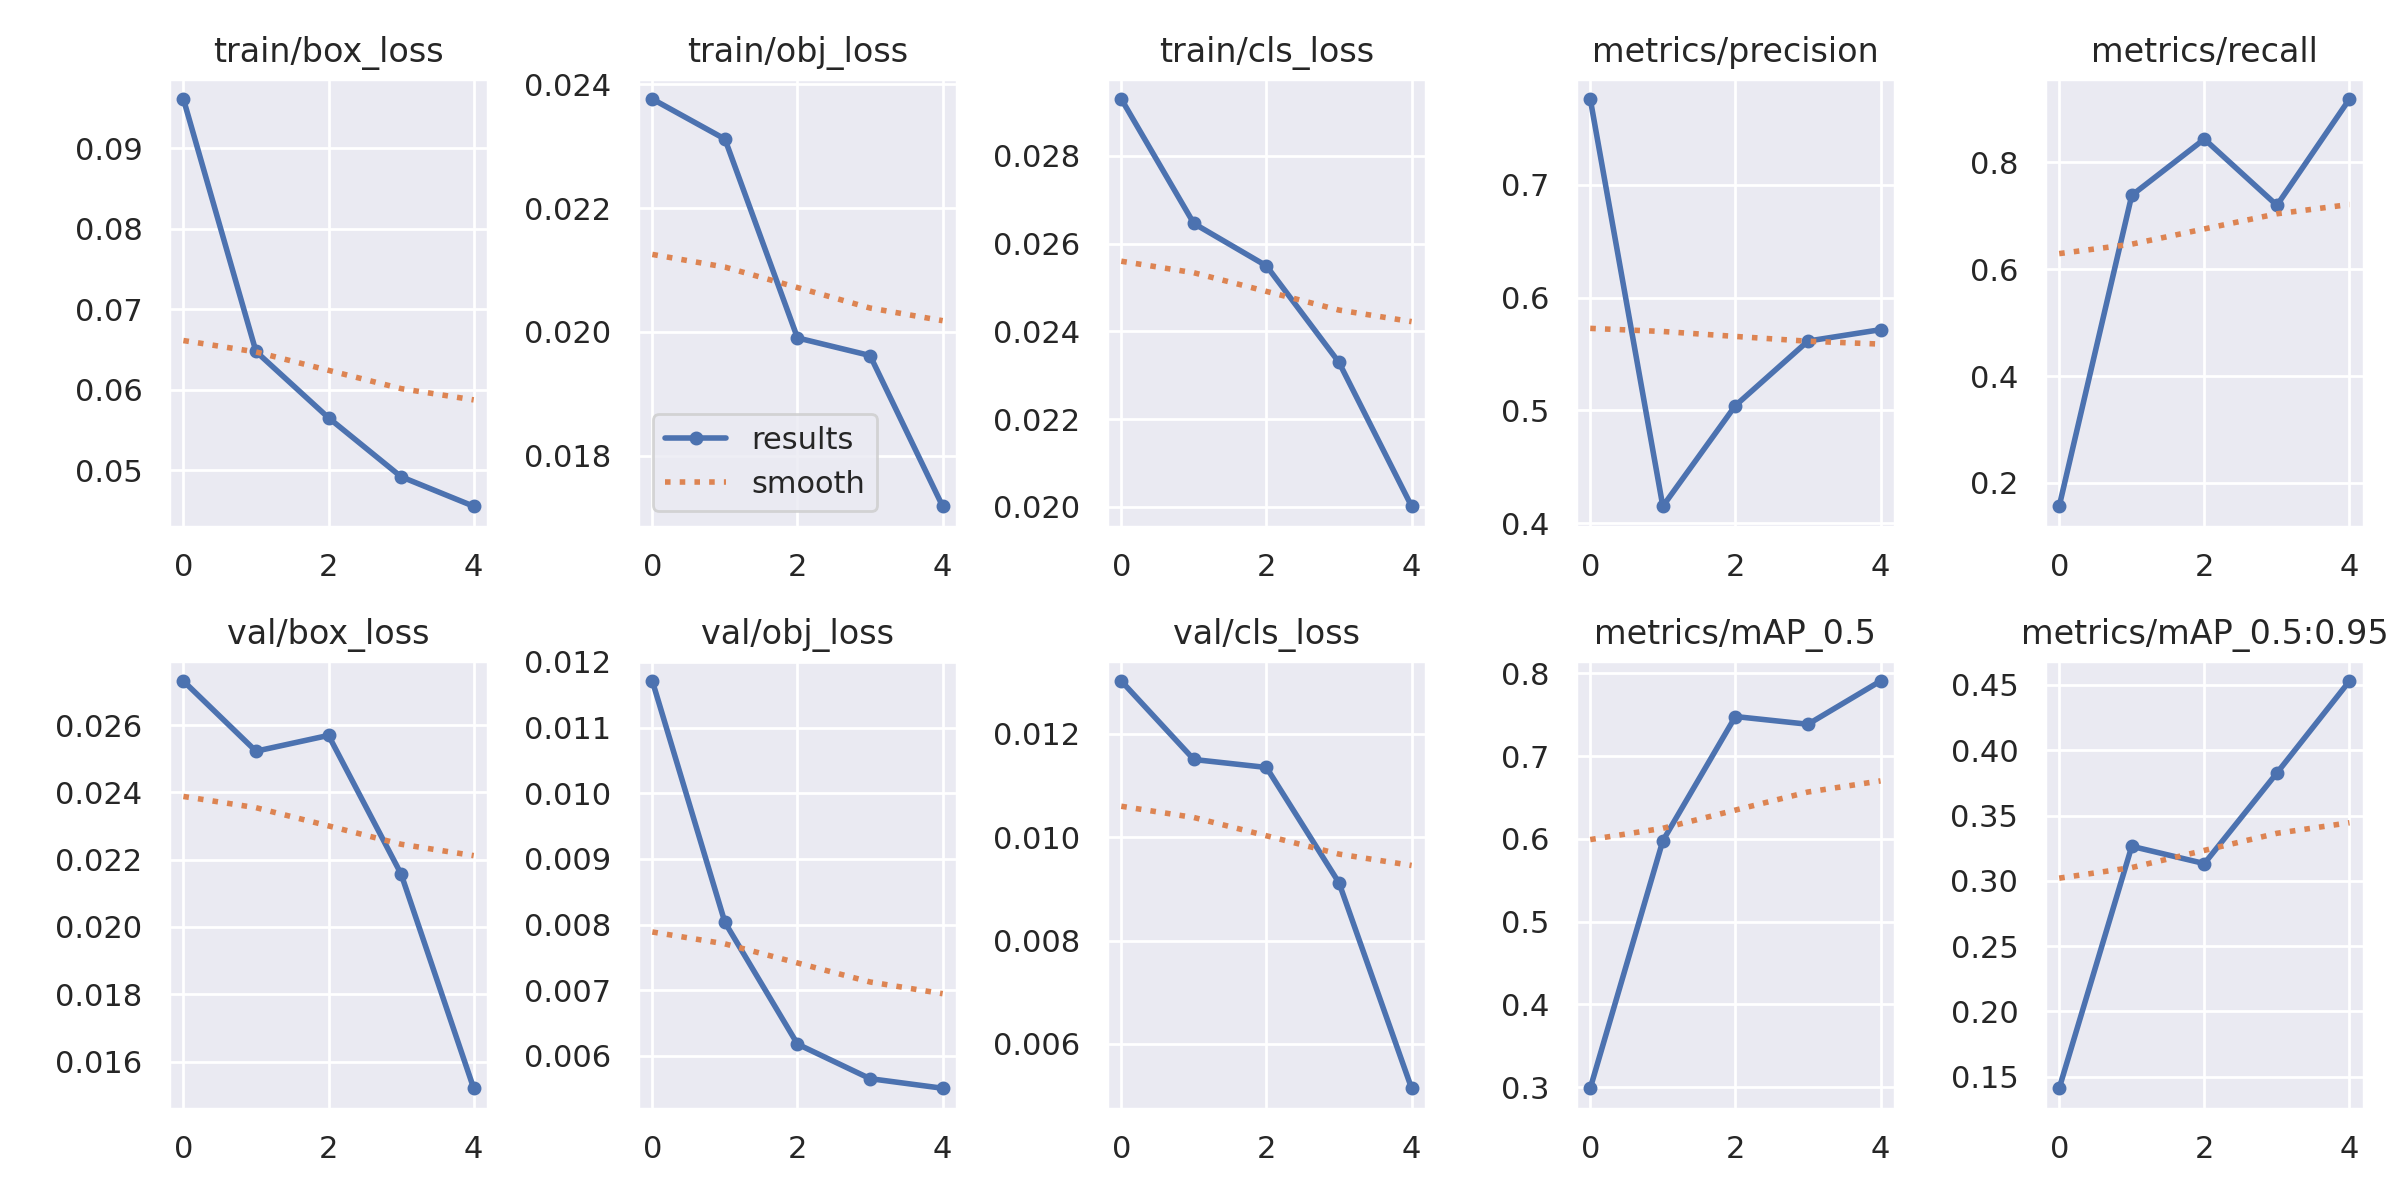 train/box_loss
0.09
0.08
0.07
0.06
0.05
0 2 4
train/obj_loss
0.024
0.022
0.020
0.018
results
smooth
0 2 4
train/cls_loss
0.028
0.026
0.024
0.022
0.020
0 2 4
metrics/precision
0.7
0.6
0.5
0.4
0 2 4
metrics/recall
0.8
0.6
0.4
0.2
0 2 4
val/box_loss
0.026
0.024
0.022
0.020
0.018
0.016
0 2 4
val/obj_loss
0.012
0.011
0.010
0.009
0.008
0.007
0.006
0 2 4
val/cls_loss
0.012
0.010
0.008
0.006
0 2 4
metrics/mAP_0.5
0.8
0.7
0.6
0.5
0.4
0.3
0 2 4
metrics/mAP_0.5:0.95
0.45
0.40
0.35
0.30
0.25
0.20
0.15
0 2 4